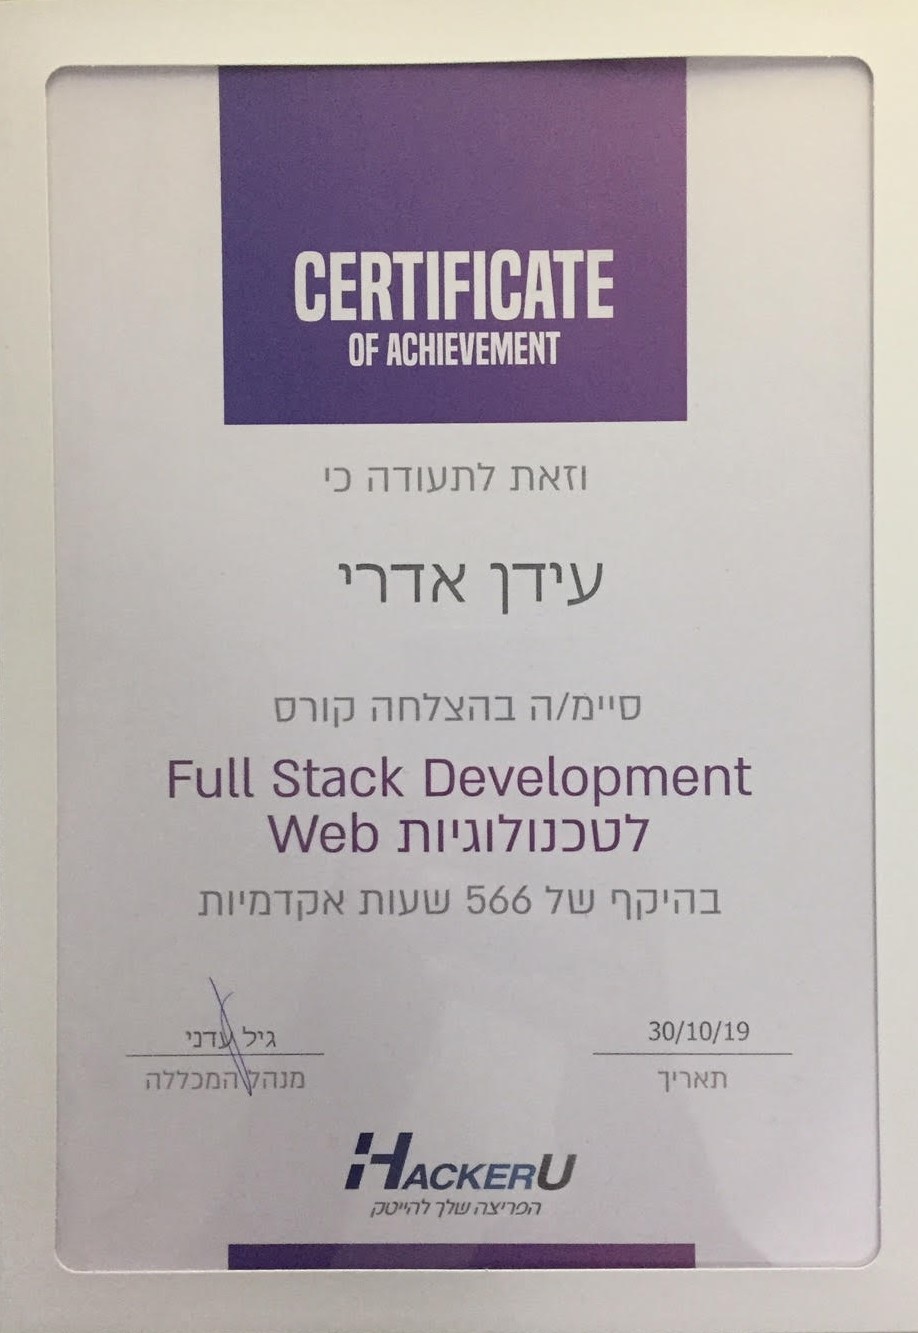 CERTIFICATE
OF ACHIEVEMENT
וזאת לתעודה כי
עידן אדרי
סיימ/ה בהצלחה קורס
Full Stack Development
לטכנולוגיות Web
בהיקף של 566 שעות אקדמיות
30/10/19
תאריך
גיל עדני
מנהל המכללה
HACKERU
הפריצה שלך להייטק